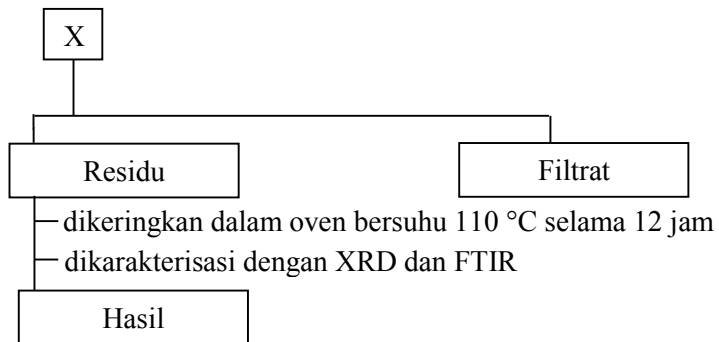 X
Residu
Filtrat
dikeringkan dalam oven bersuhu 110 °C selama 12 jam
dikarakterisasi dengan XRD dan FTIR
Hasil